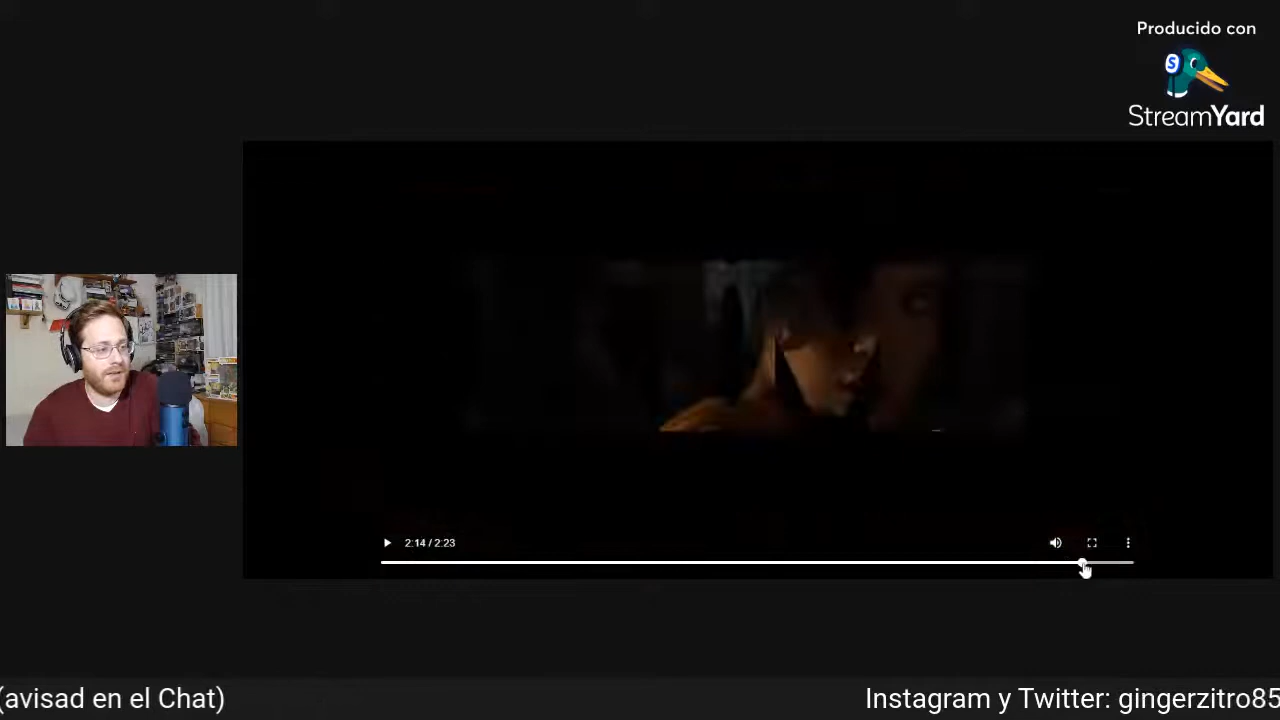 Producido con
StreamYard
2:14 / 2:23
(avisad en el Chat)
Instagram y Twitter: gingerzitro85